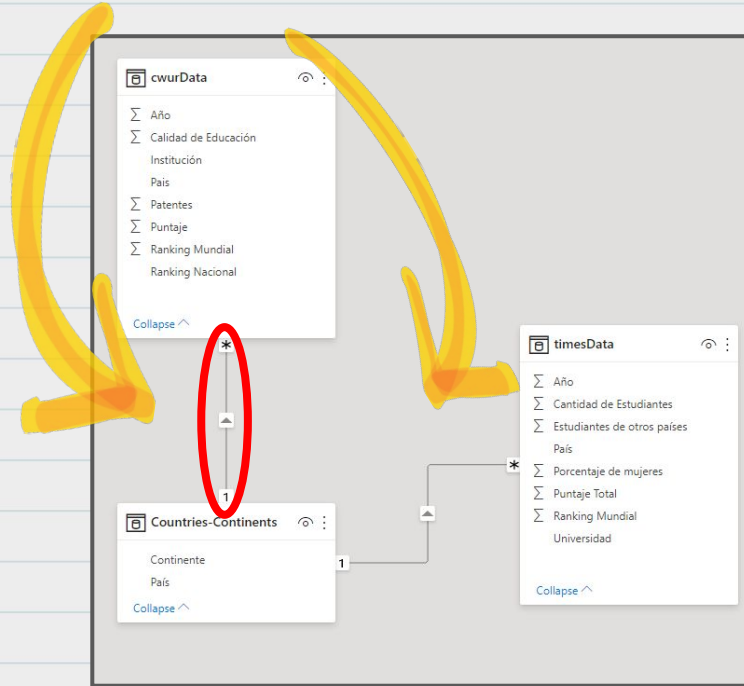 cwurData
Σ Año
Σ Calidad de Educación
Institución
Pais
Σ Patentes
Σ Puntaje
Σ Ranking Mundial
Ranking Nacional
Collapse
*
1
Countries-Continents
Continente
País
Collapse
1
*
timesData
Σ Año
Σ Cantidad de Estudiantes
Σ Estudiantes de otros países
País
Σ Porcentaje de mujeres
Σ Puntaje Total
Σ Ranking Mundial
Universidad
Collapse